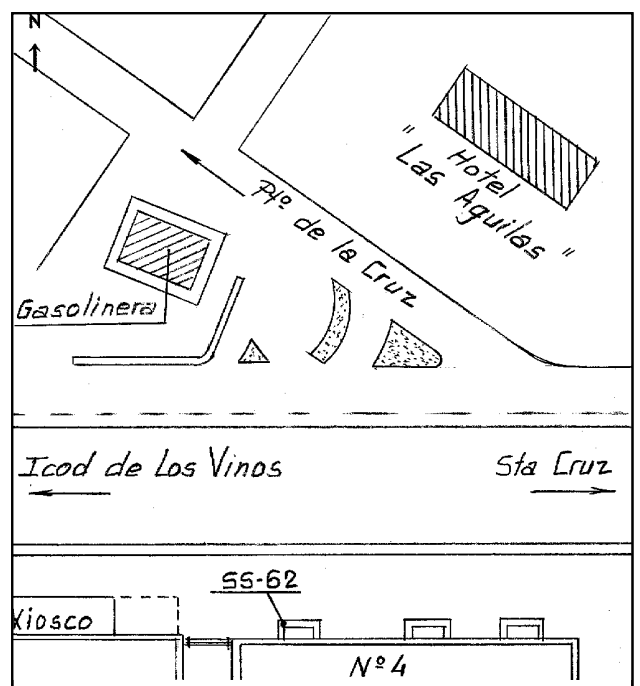 N
" Hotel
Las Aguilas "
Pto de la Cruz
Gasolinera
Icod de Los Vinos
Sta Cruz
SS-62
Kiosco
Nº4